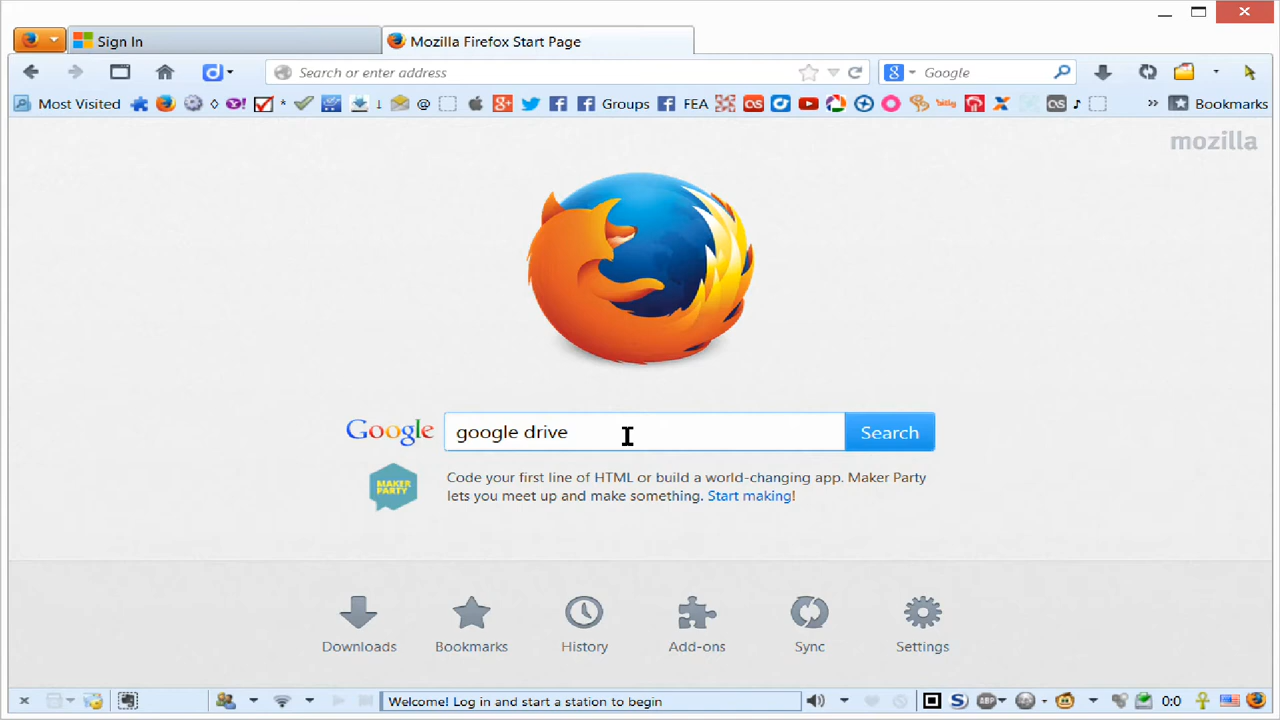 Sign In
Mozilla Firefox Start Page
Search or enter address
Google
Most Visited
Groups
FEA
Bookmarks
mozilla
Google
google drive
Search
MAKER PARTY
Code your first line of HTML or build a world-changing app. Maker Party
lets you meet up and make something. Start making!
Downloads
Bookmarks
History
Add-ons
Sync
Settings
Welcome! Log in and start a station to begin
0:0